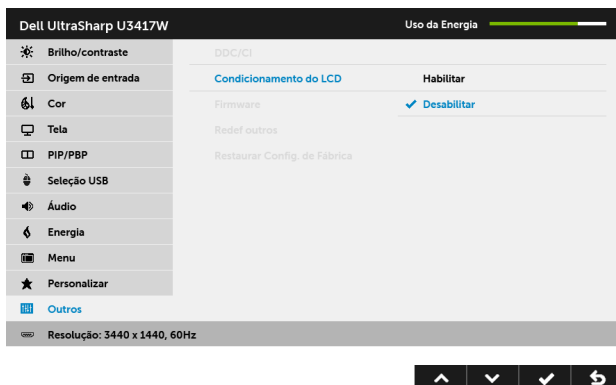 Dell UltraSharp U3417W
Uso da Energia
Brilho/contraste
Origem de entrada
Cor
Tela
PIP/PBP
Seleção USB
Áudio
Energia
Menu
Personalizar
Outros
DDC/CI
Condicionamento do LCD
Firmware
Redef outros
Restaurar Config. de Fábrica
Habilitar
Desabilitar
Resolução: 3440 x 1440, 60Hz